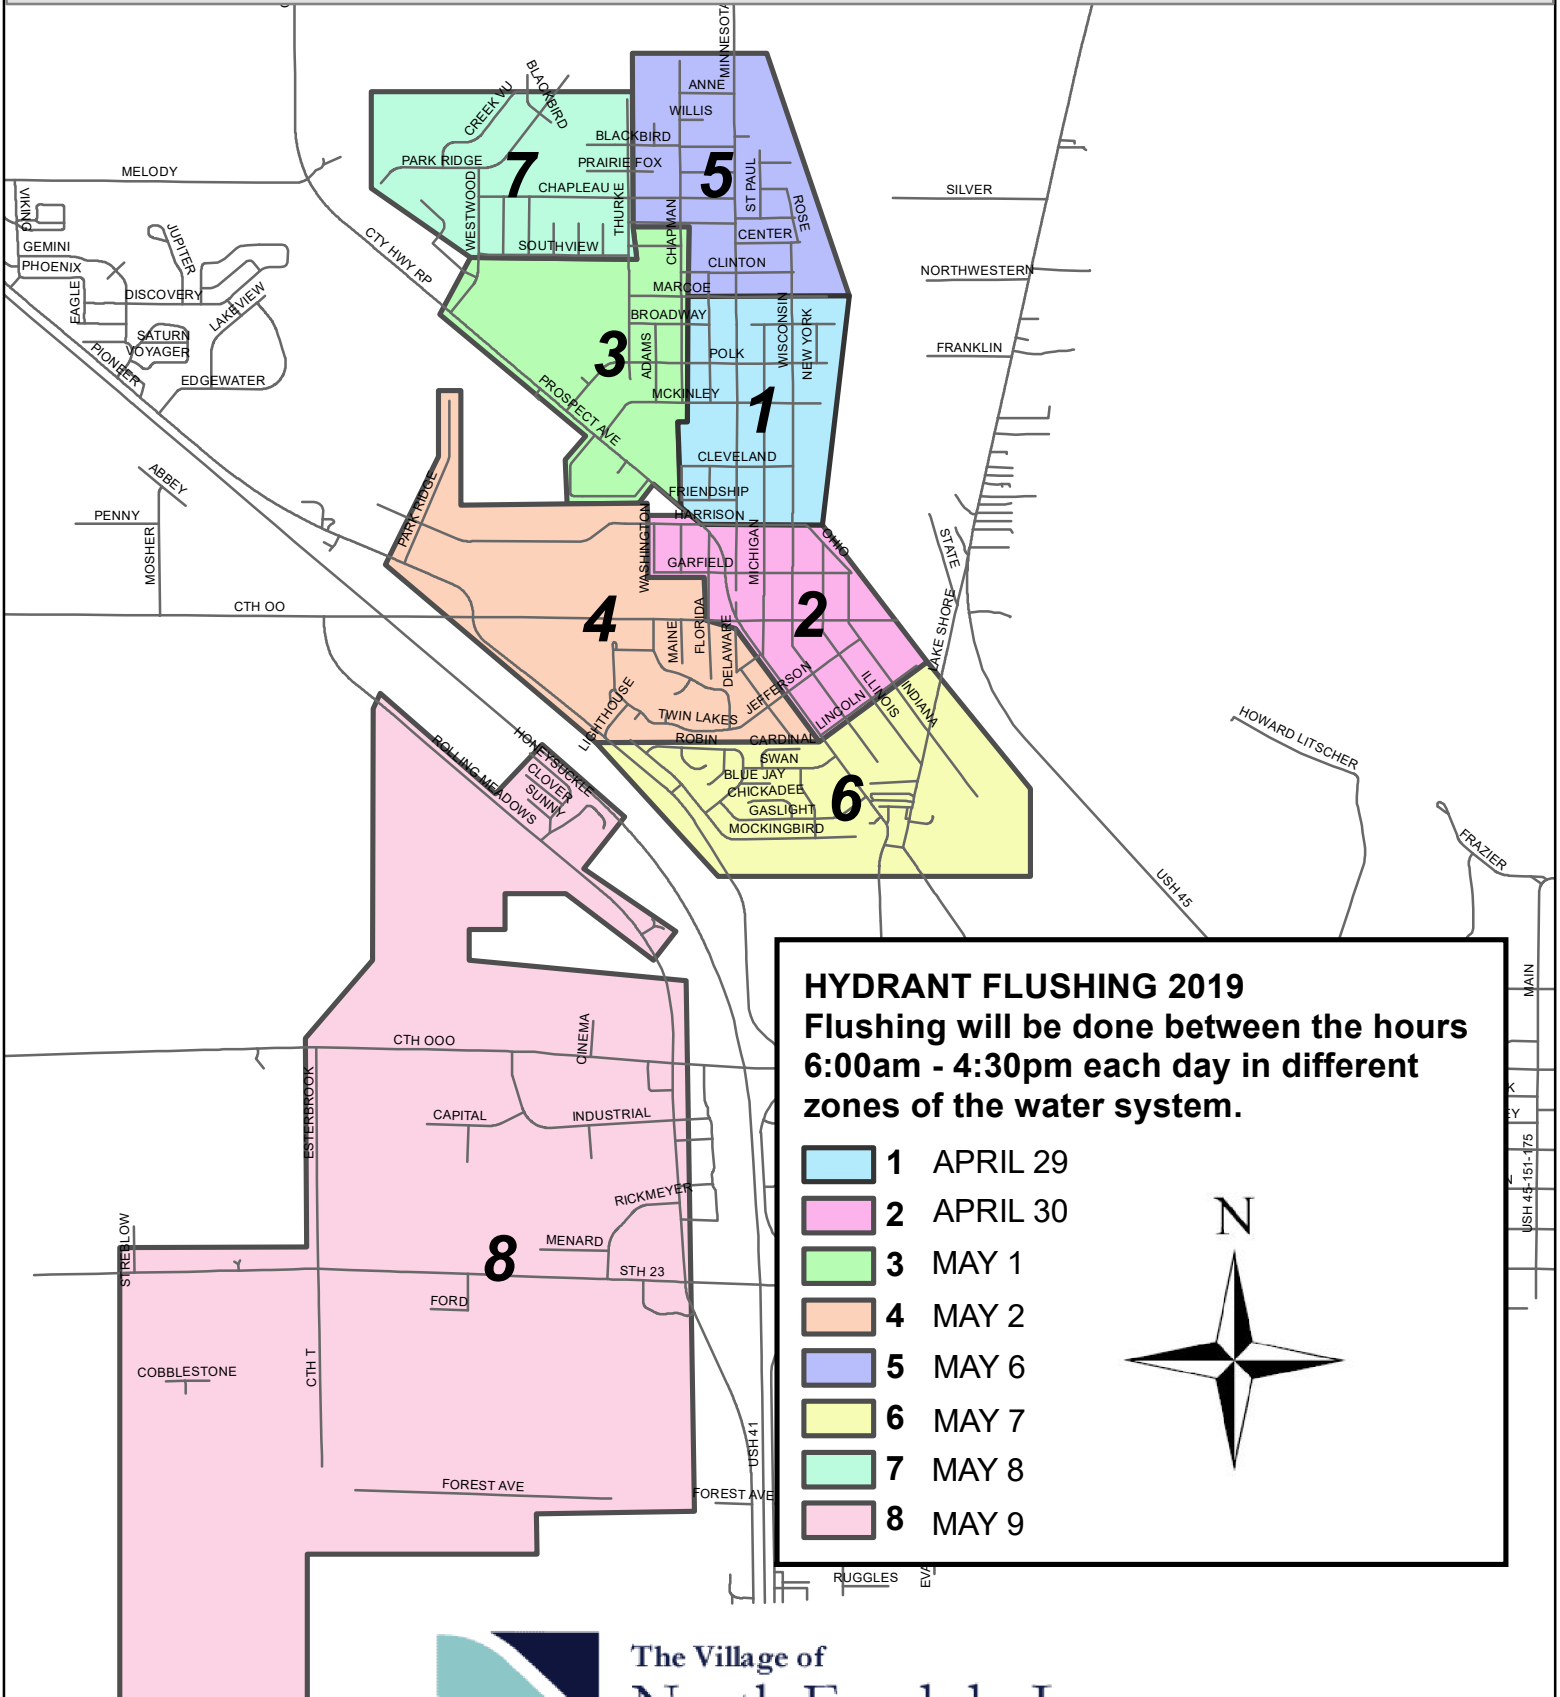 MINNESOTA
ANNE
BLACKBIRD
CREEK VU
WILLIS
BLACKBIRD
PARK RIDGE
7
PRAIRIE FOX
5
ST PAUL
MELODY
CHAPLEAU
SILVER
VIKING
WESTWOOD
THURKE
CHAPMAN
ROSE
JUPITER
CTY HWY RP
SOUTHVIEW
CENTER
GEMINI
PHOENIX
CLINTON
NORTHWESTERN
EAGLE
DISCOVERY
LAKEVIEW
MARCOE
BROADWAY
WISCONSIN
NEW YORK
SATURN
VOYAGER
3
ADAMS
POLK
FRANKLIN
PIONEER
EDGEWATER
PROSPECT AVE
MCKINLEY
1
CLEVELAND
ABBEY
PARK RIDGE
FRIENDSHIP
PENNY
HARRISON
MOSHER
WASHINGTON
GARFIELD
MICHIGAN
OHIO
STATE
CTH OO
4
MAINE
FLORIDA
DELAWARE
2
LAKE SHORE
JEFFERSON
ILLINOIS
INDIANA
LINCOLN
LIGHTHOUSE
TWIN LAKES
HOWARD LITSCHER
ROBIN
CARDINAL
HONEYSUCKLE
ROLLING MEADOWS
CLOVER
SUNNY
SWAN
BLUE JAY
CHICKADEE
GASLIGHT
MOCKINGBIRD
6
FRAZIER
USH 45
HYDRANT FLUSHING 2019
Flushing will be done between the hours
6:00am - 4:30pm each day in different
zones of the water system.
1 APRIL 29
2 APRIL 30
3 MAY 1
4 MAY 2
5 MAY 6
6 MAY 7
7 MAY 8
8 MAY 9
N
MAIN
USH 45-151-175
CTH OOO
CINEMA
ESTERBROOK
CAPITAL
INDUSTRIAL
RICKMEYER
STREBLOW
MENARD
8
STH 23
FORD
COBBLESTONE
CTH T
USH 41
FOREST AVE
FOREST AVE
RUGGLES
The Village of